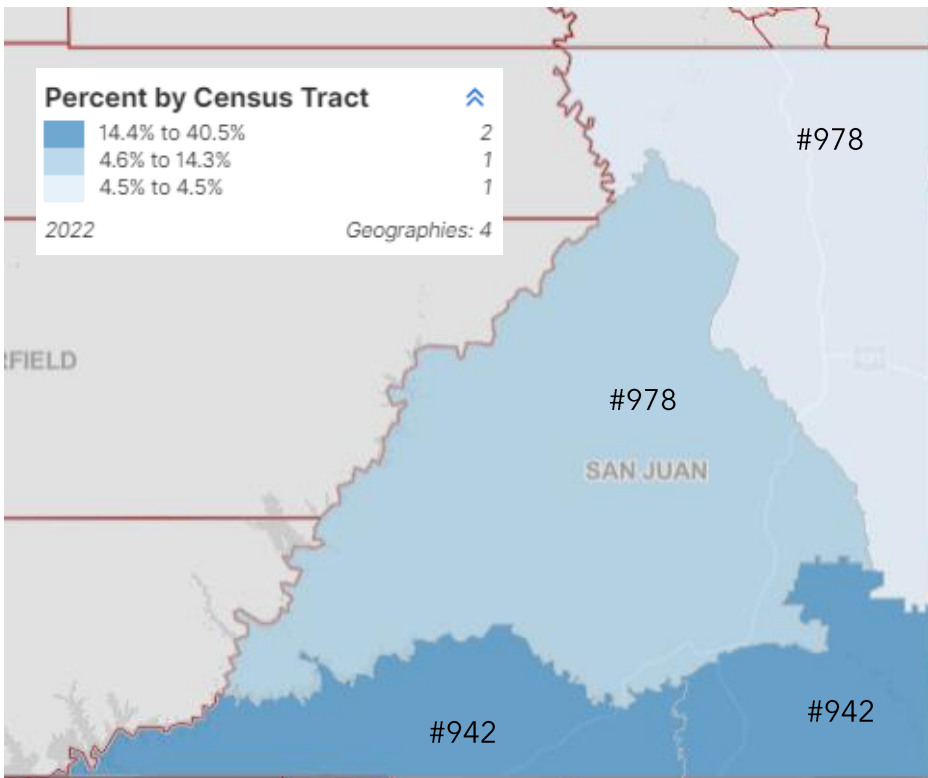 Percent by Census Tract
14.4% to 40.5% 2
4.6% to 14.3% 1
4.5% to 4.5% 1
2022 Geographies: 4
#978
RFIELD
#978
SAN JUAN
#942
#942